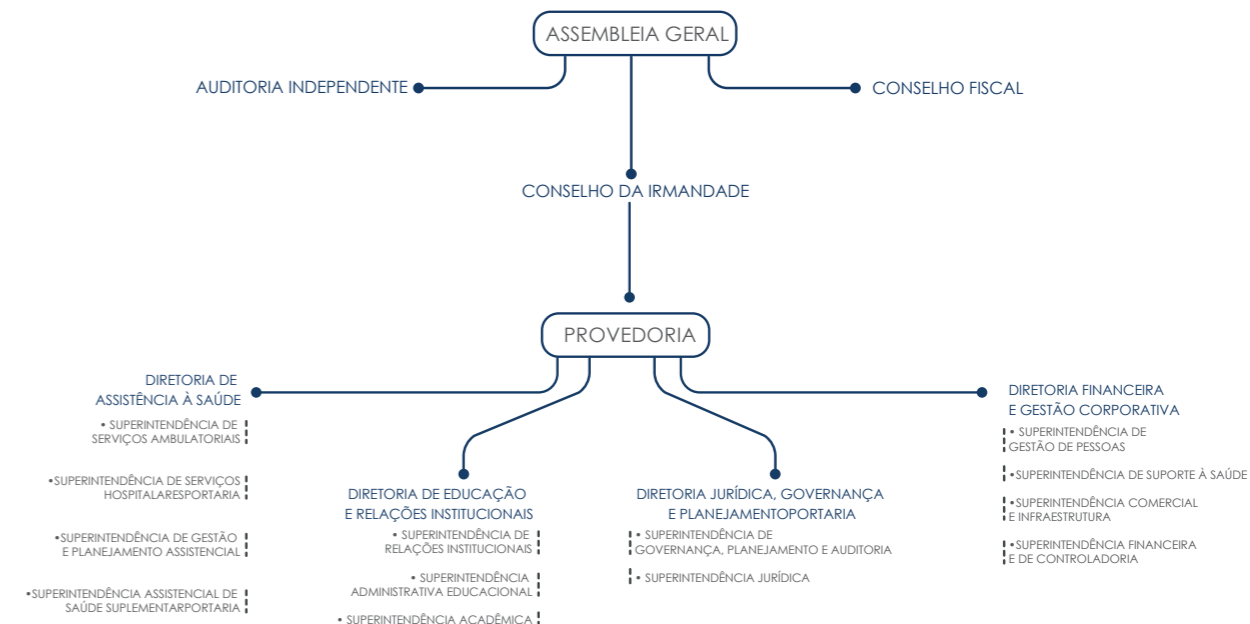 ASSEMBLEIA GERAL
AUDITORIA INDEPENDENTE
CONSELHO FISCAL
CONSELHO DA IRMANDADE
PROVEDORIA
DIRETORIA DE
ASSISTÊNCIA À SAÚDE
• SUPERINTENDÊNCIA DE
SERVIÇOS AMBULATORIAIS
•SUPERINTENDÊNCIA DE SERVIÇOS
HOSPITALARESPORTARIA
•SUPERINTENDÊNCIA DE GESTÃO
E PLANEJAMENTO ASSISTENCIAL
•SUPERINTENDÊNCIA ASSISTENCIAL DE
SAÚDE SUPLEMENTARPORTARIA
DIRETORIA DE EDUCAÇÃO
E RELAÇÕES INSTITUCIONAIS
• SUPERINTENDÊNCIA DE
RELAÇÕES INSTITUCIONAIS
• SUPERINTENDÊNCIA
ADMINISTRATIVA EDUCACIONAL
• SUPERINTENDÊNCIA ACADÊMICA
DIRETORIA JURÍDICA, GOVERNANÇA
E PLANEJAMENTOPORTARIA
• SUPERINTENDÊNCIA DE
GOVERNANÇA, PLANEJAMENTO E AUDITORIA
• SUPERINTENDÊNCIA JURÍDICA
DIRETORIA FINANCEIRA
E GESTÃO CORPORATIVA
• SUPERINTENDÊNCIA DE
GESTÃO DE PESSOAS
•SUPERINTENDÊNCIA DE SUPORTE À SAÚDE
•SUPERINTENDÊNCIA COMERCIAL
E INFRAESTRUTURA
•SUPERINTENDÊNCIA FINANCEIRA
E DE CONTROLADORIA